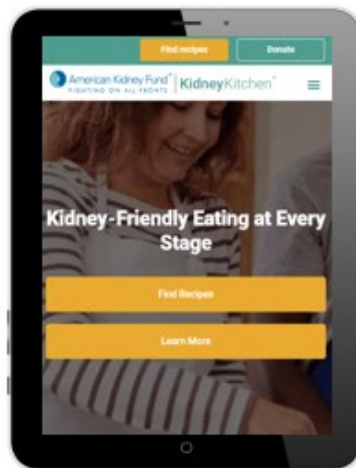 Find recipes
Donate
American Kidney Fund®
FIGHTING ON ALL FRONTS
KidneyKitchen™
Kidney-Friendly Eating at Every
Stage
Find Recipes
Learn More